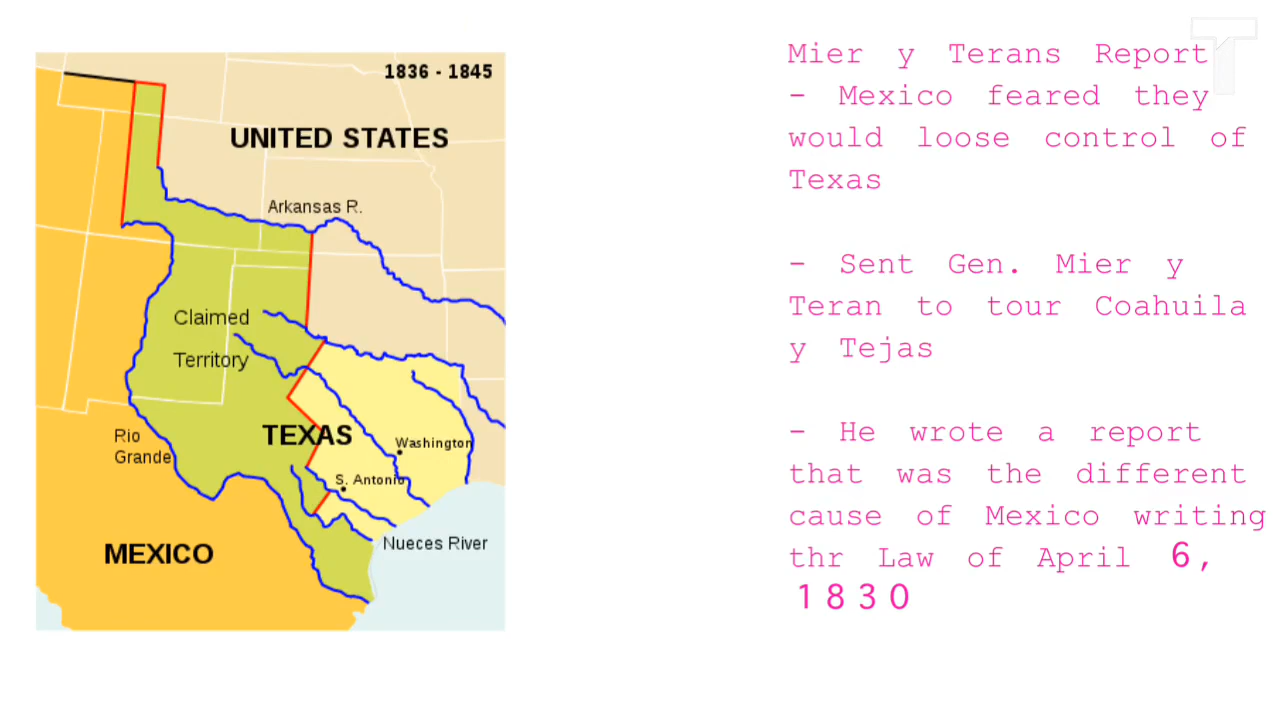 1836 - 1845
UNITED STATES
Arkansas R.
Claimed
Territory
TEXAS
Washington
S. Antonio
Rio
Grande
Nueces River
MEXICO
Mier y Terans Report
- Mexico feared they
would loose control of
Texas
- Sent Gen. Mier y
Teran to tour Coahuila
y Tejas
- He wrote a report
that was the different
cause of Mexico writing
thr Law of April 6,
1830
T